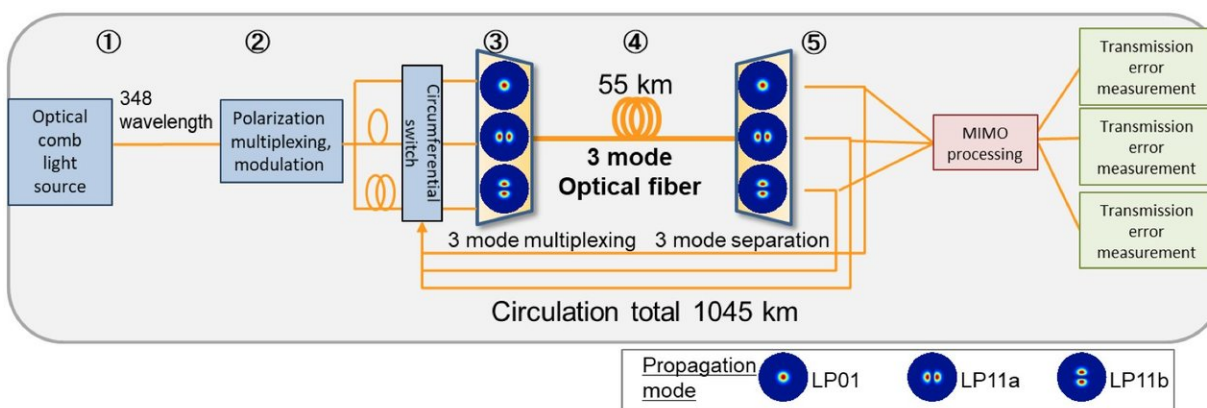 ①
②
③
④
⑤
Optical
comb
light
source
348
wavelength
Polarization
multiplexing,
modulation
Circumferential
switch
55 km
3 mode
Optical fiber
3 mode multiplexing
3 mode separation
MIMO
processing
Transmission
error
measurement
Transmission
error
measurement
Transmission
error
measurement
Circulation total 1045 km
Propagation
mode
LP01
LP11a
LP11b